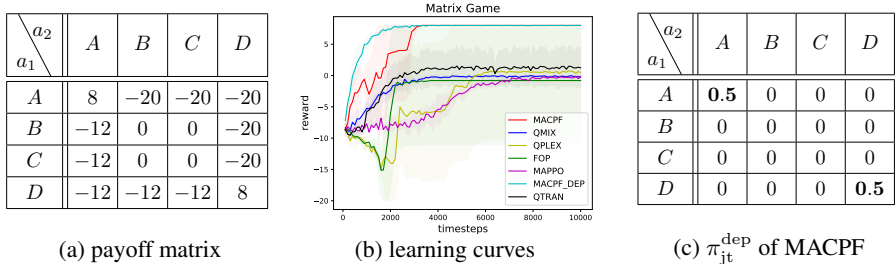 a₂
a₁
A B C D
A 8 −20 −20 −20
B −12 0 0 −20
C −12 0 0 −20
D −12 −12 −12 8
(a) payoff matrix
Matrix Game
reward
5
0
−5
−10
−15
−20
0 2000 4000 6000 8000 10000
timesteps
MACPF
QMIX
QPLEX
FOP
MAPPO
MACPF_DEP
QTRAN
(b) learning curves
a₂
a₁
A B C D
A 0.5 0 0 0
B 0 0 0 0
C 0 0 0 0
D 0 0 0 0.5
(c) π_jt^dep of MACPF